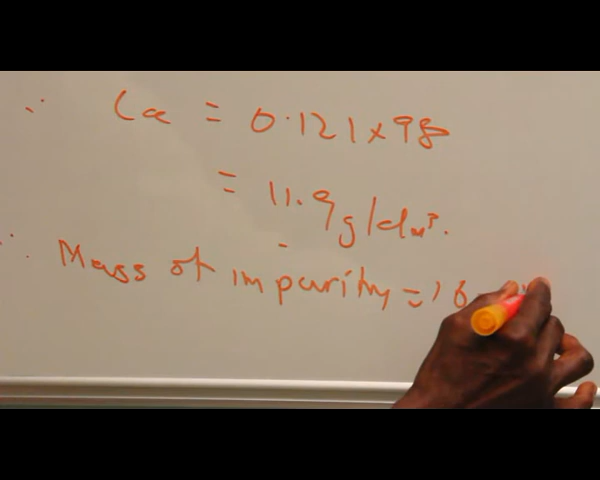 ∴ Ca = 0.121 x 98
= 11.9 g/dm³.
∴ Mass of impurity = 16